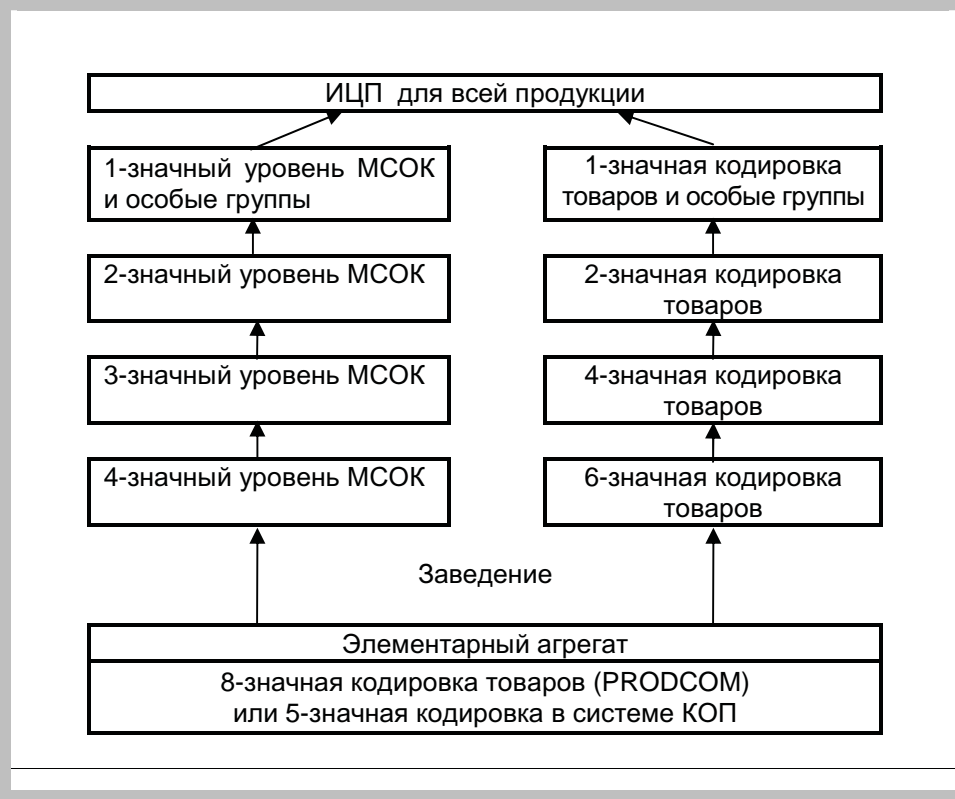 ИЦП для всей продукции
1-значный уровень МСОК
и особые группы
1-значная кодировка
товаров и особые группы
2-значный уровень МСОК
2-значная кодировка
товаров
3-значный уровень МСОК
4-значная кодировка
товаров
4-значный уровень МСОК
6-значная кодировка
товаров
Заведение
Элементарный агрегат
8-значная кодировка товаров (PRODCOM)
или 5-значная кодировка в системе КОП